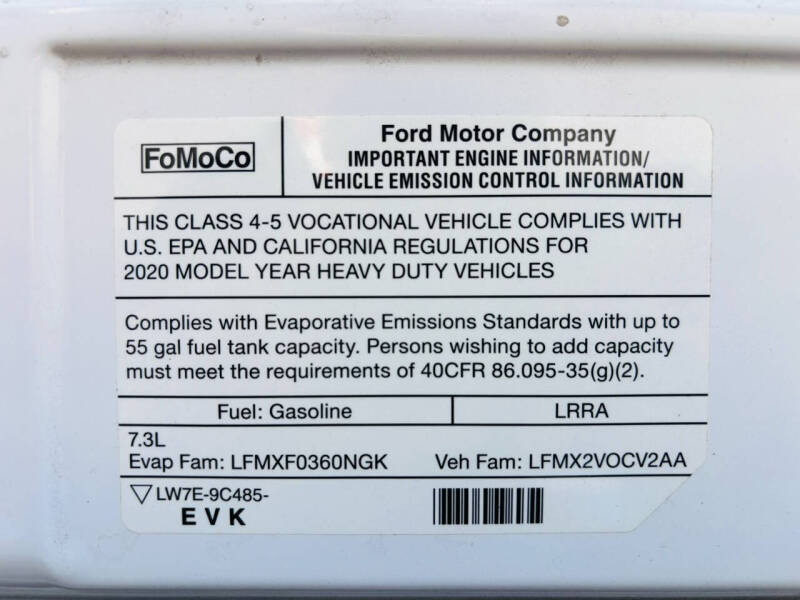 FoMoCo
Ford Motor Company
IMPORTANT ENGINE INFORMATION/
VEHICLE EMISSION CONTROL INFORMATION
THIS CLASS 4-5 VOCATIONAL VEHICLE COMPLIES WITH
U.S. EPA AND CALIFORNIA REGULATIONS FOR
2020 MODEL YEAR HEAVY DUTY VEHICLES
Complies with Evaporative Emissions Standards with up to
55 gal fuel tank capacity. Persons wishing to add capacity
must meet the requirements of 40CFR 86.095-35(g)(2).
Fuel: Gasoline LRRA
7.3L
Evap Fam: LFMXF0360NGK Veh Fam: LFMX2VOCV2AA
LW7E-9C485-
E V K